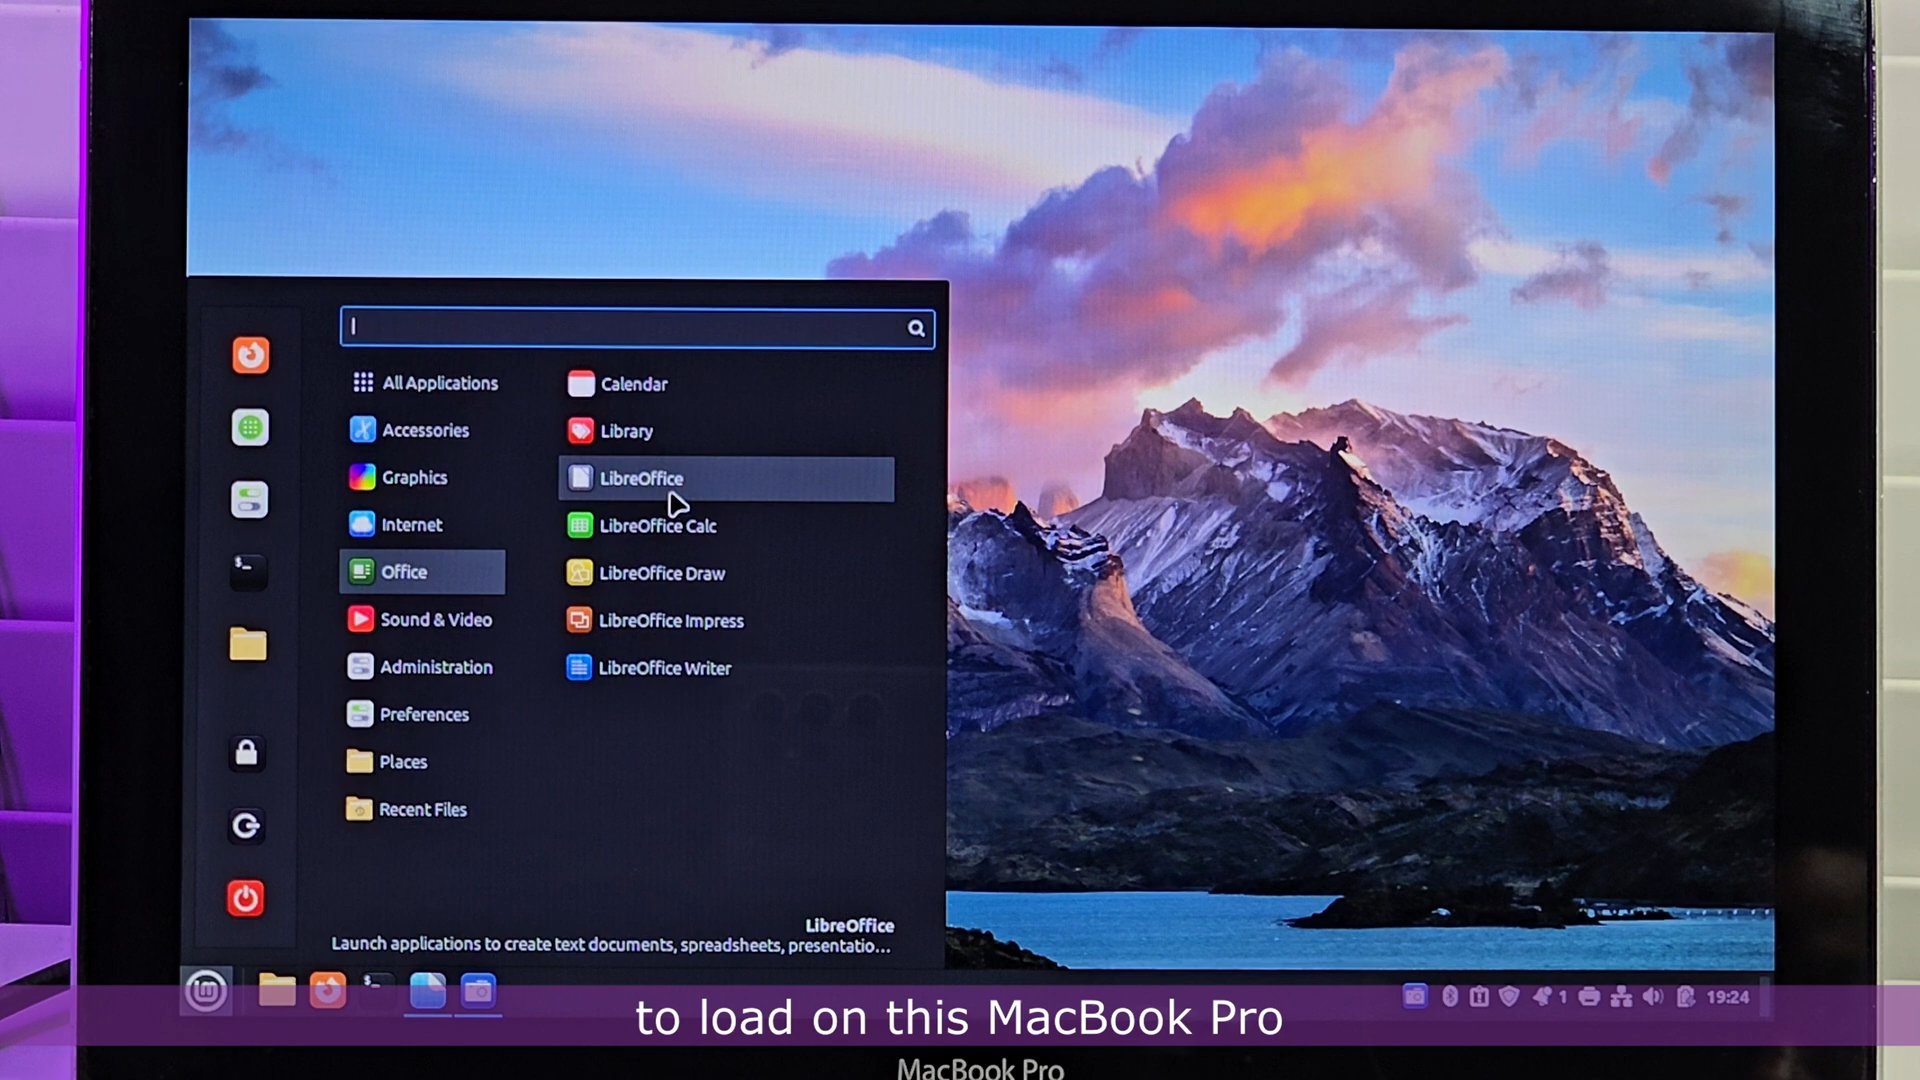 All Applications
Accessories
Graphics
Internet
Office
Sound & Video
Administration
Preferences
Places
Recent Files
Calendar
Library
LibreOffice
LibreOffice Calc
LibreOffice Draw
LibreOffice Impress
LibreOffice Writer
LibreOffice
Launch applications to create text documents, spreadsheets, presentatio...
1
19:24
to load on this MacBook Pro
MacBook Pro